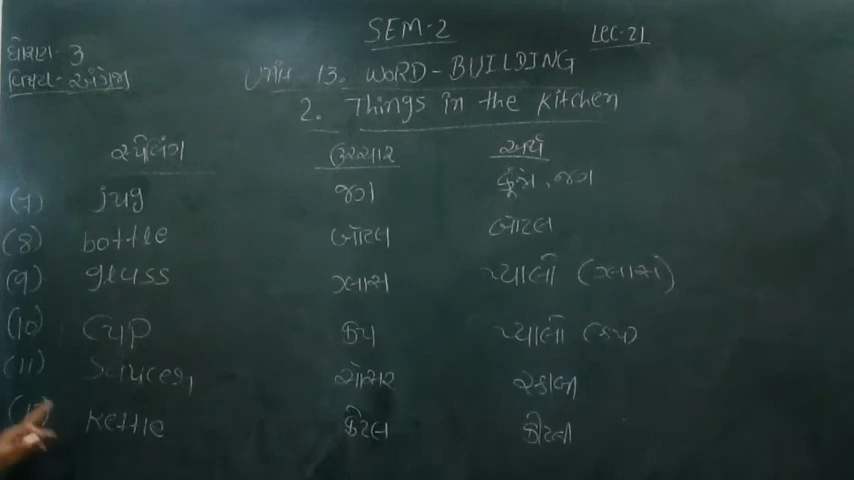 SEM-2
LEC-21
ધોરણ- 3
વિષય- અંગ્રેજી
13. WORD-BUILDING
2. Things in the kitchen
સ્પેલિંગ ઉચ્ચાર અર્થ
(7) jug જગ કૂંજો, જગ
(8) bottle બૉટલ બૉટલ
(9) glass ગ્લાસ પ્યાલો (ગ્લાસ)
(10) Cup કપ પ્યાલો (કપ)
(11) Saucer સૉસર રકાબી
(12) Kettle કેટલ કીટલી